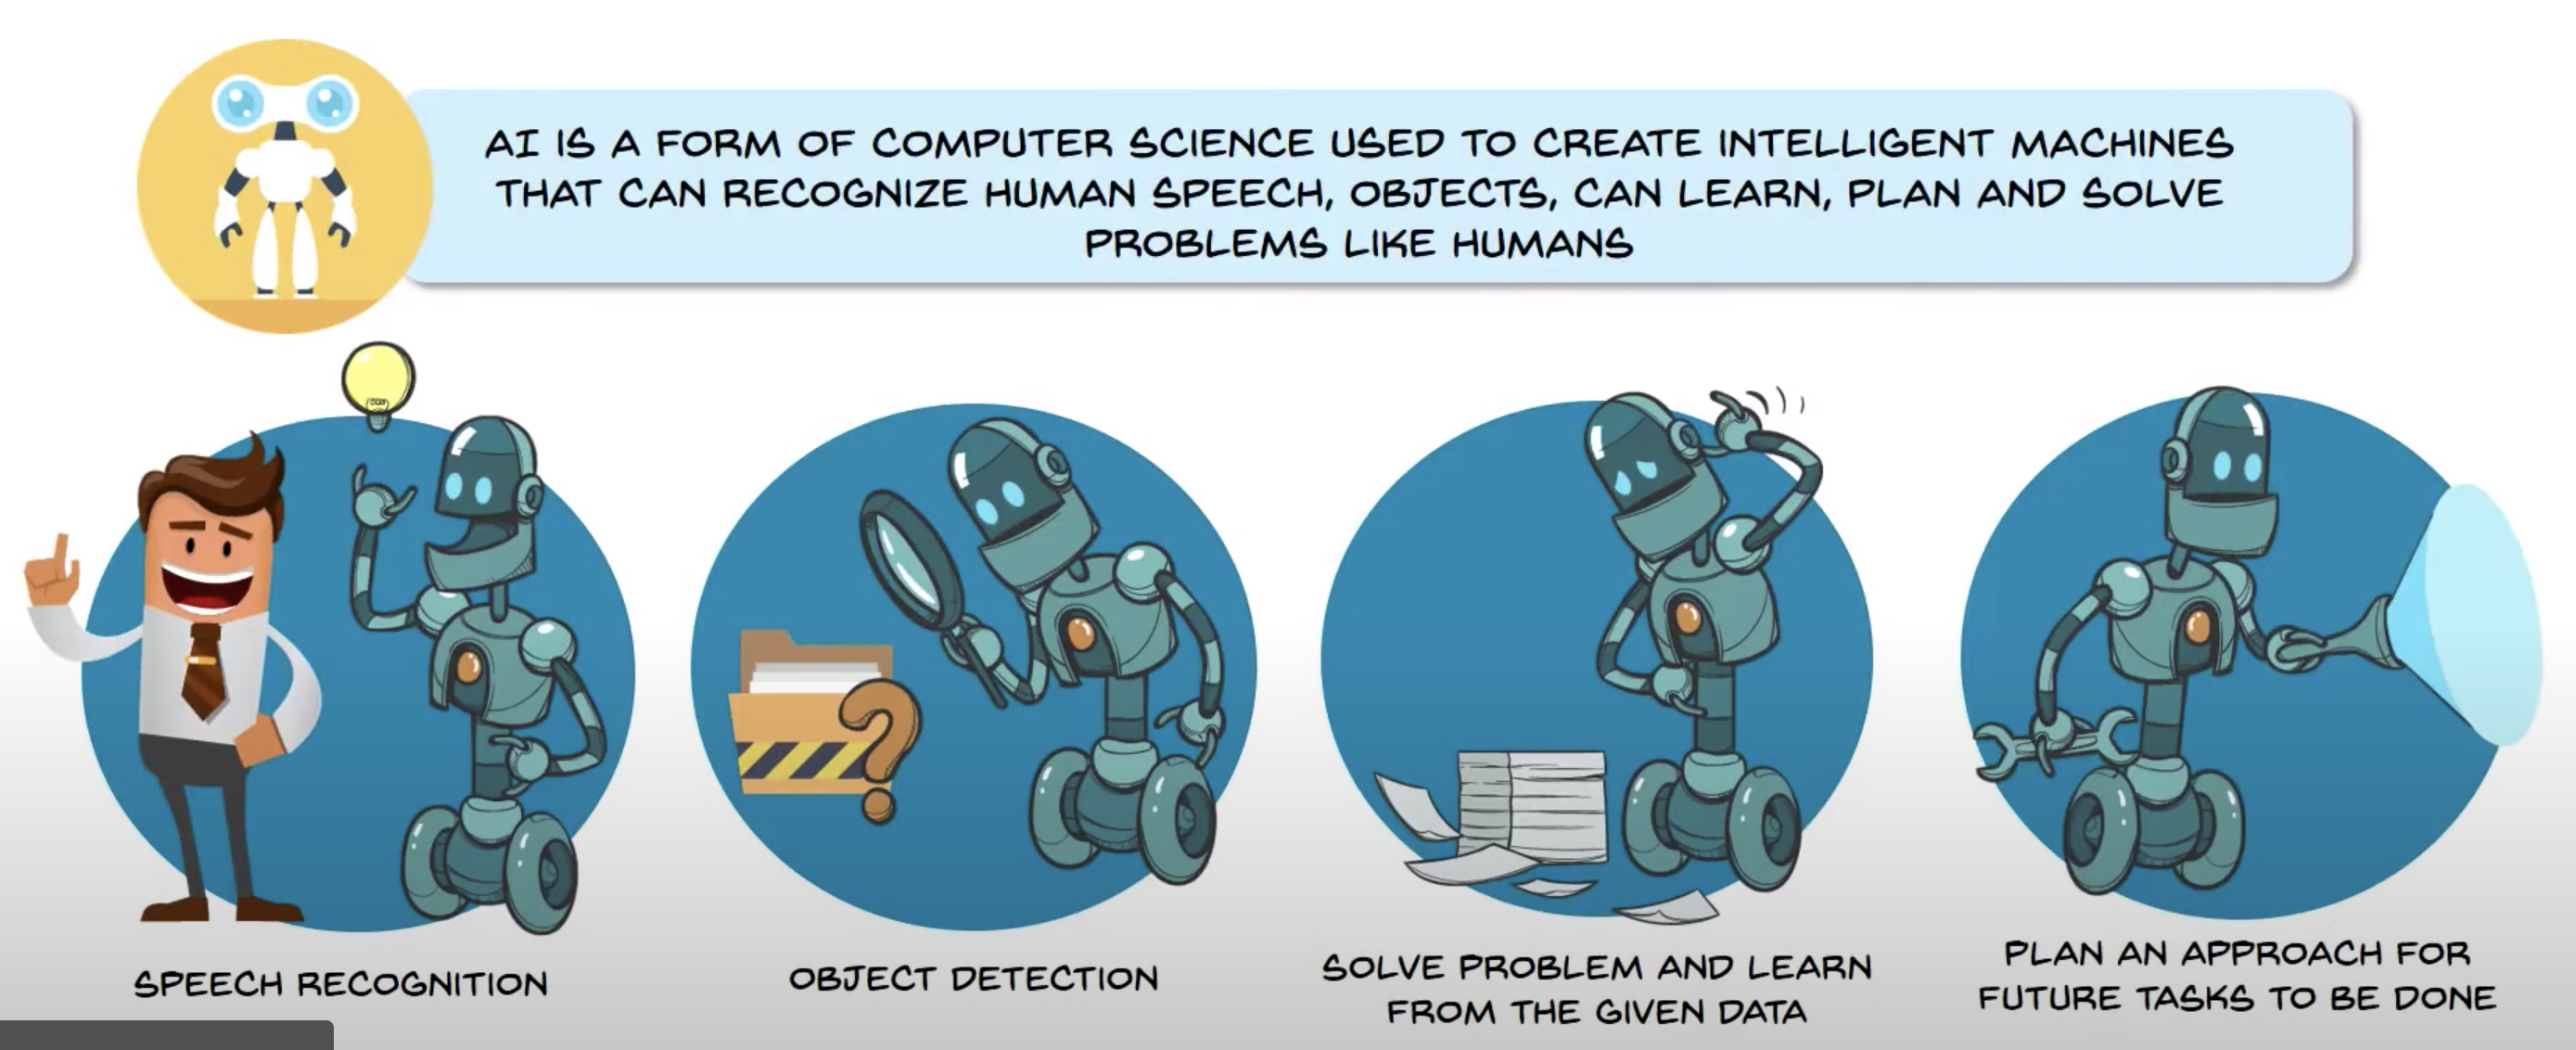 AI IS A FORM OF COMPUTER SCIENCE USED TO CREATE INTELLIGENT MACHINES
THAT CAN RECOGNIZE HUMAN SPEECH, OBJECTS, CAN LEARN, PLAN AND SOLVE
PROBLEMS LIKE HUMANS
SPEECH RECOGNITION
OBJECT DETECTION
SOLVE PROBLEM AND LEARN
FROM THE GIVEN DATA
PLAN AN APPROACH FOR
FUTURE TASKS TO BE DONE